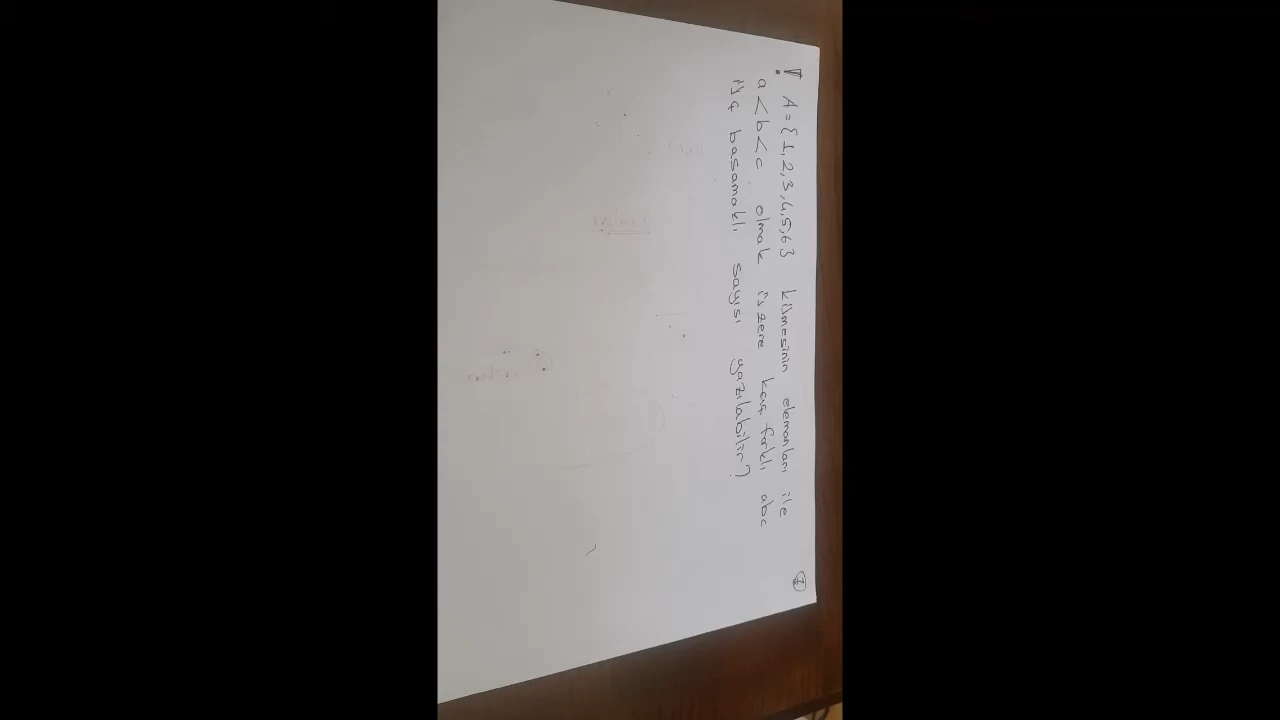 ! A = {1,2,3,4,5,6} kümesinin elemanları ile
a < b < c olmak üzere kaç farklı abc
üç basamaklı sayısı yazılabilir?
1